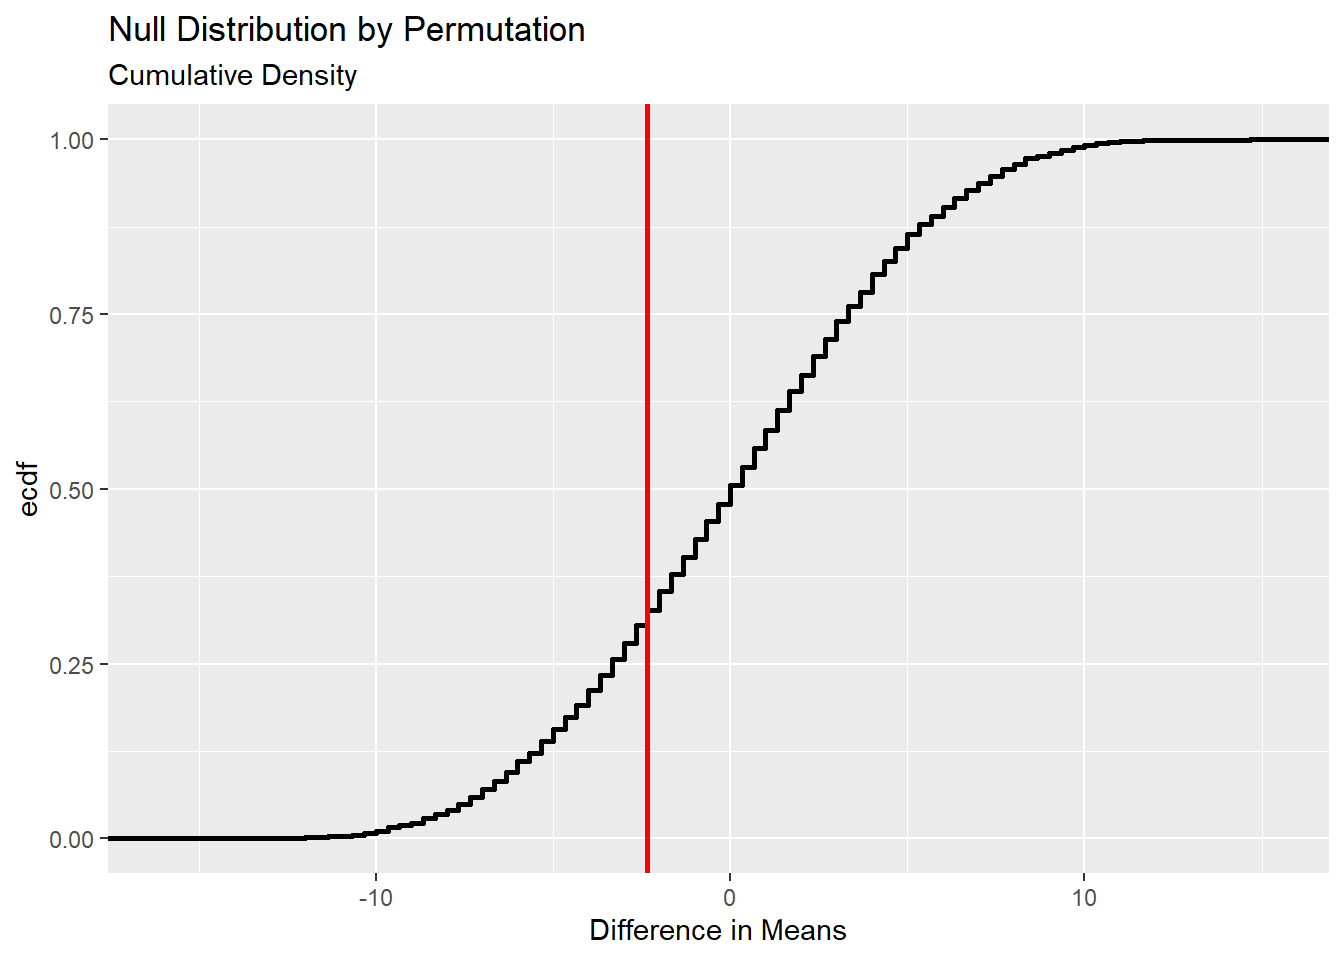 Null Distribution by Permutation
Cumulative Density
1.00
0.75
0.50
0.25
0.00
ecdf
-10 0 10
Difference in Means